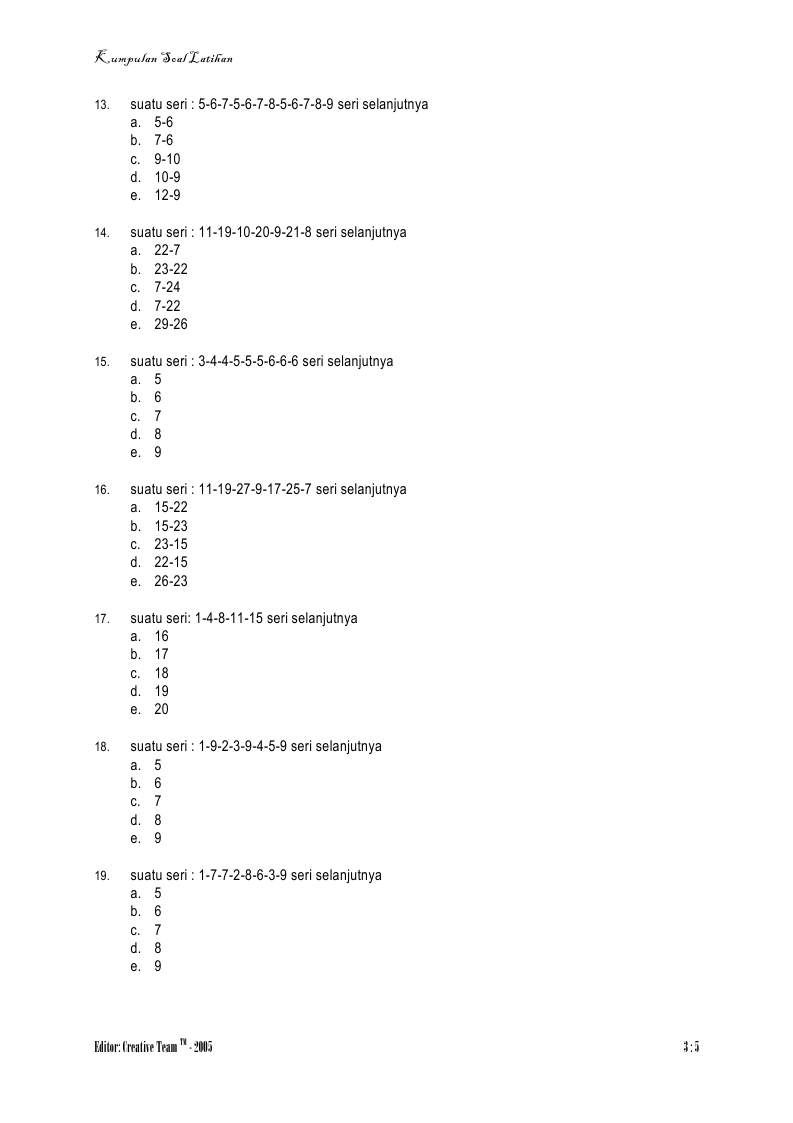 Kumpulan Soal Latihan
13. suatu seri : 5-6-7-5-6-7-8-5-6-7-8-9 seri selanjutnya
a. 5-6
b. 7-6
c. 9-10
d. 10-9
e. 12-9
14. suatu seri : 11-19-10-20-9-21-8 seri selanjutnya
a. 22-7
b. 23-22
c. 7-24
d. 7-22
e. 29-26
15. suatu seri : 3-4-4-5-5-5-6-6-6 seri selanjutnya
a. 5
b. 6
c. 7
d. 8
e. 9
16. suatu seri : 11-19-27-9-17-25-7 seri selanjutnya
a. 15-22
b. 15-23
c. 23-15
d. 22-15
e. 26-23
17. suatu seri: 1-4-8-11-15 seri selanjutnya
a. 16
b. 17
c. 18
d. 19
e. 20
18. suatu seri : 1-9-2-3-9-4-5-9 seri selanjutnya
a. 5
b. 6
c. 7
d. 8
e. 9
19. suatu seri : 1-7-7-2-8-6-3-9 seri selanjutnya
a. 5
b. 6
c. 7
d. 8
e. 9
Editor: Creative Team ™ - 2005 3 : 5